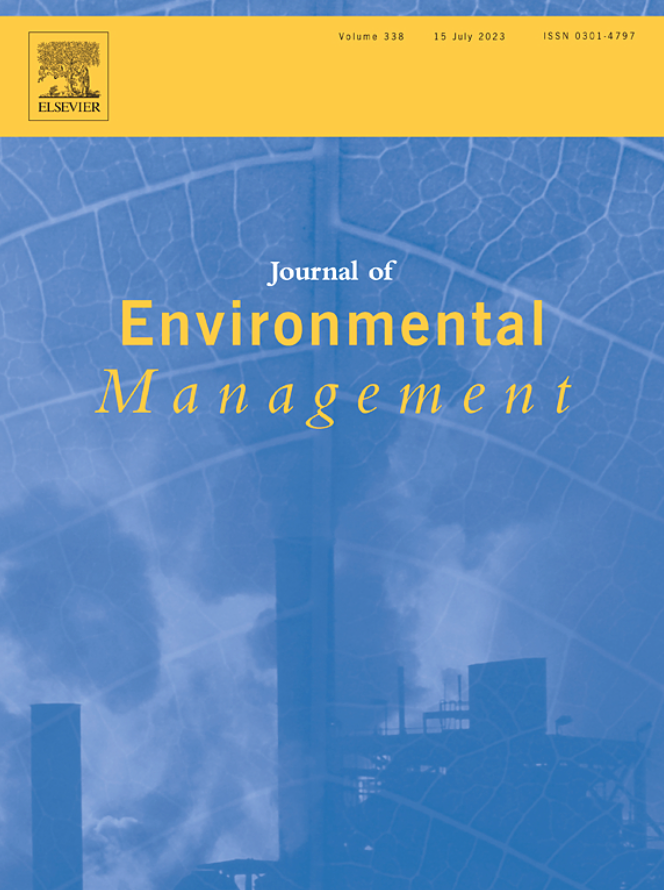 Volume 338 15 July 2023 ISSN 0301-4797
ELSEVIER
Journal of
Environmental
Management